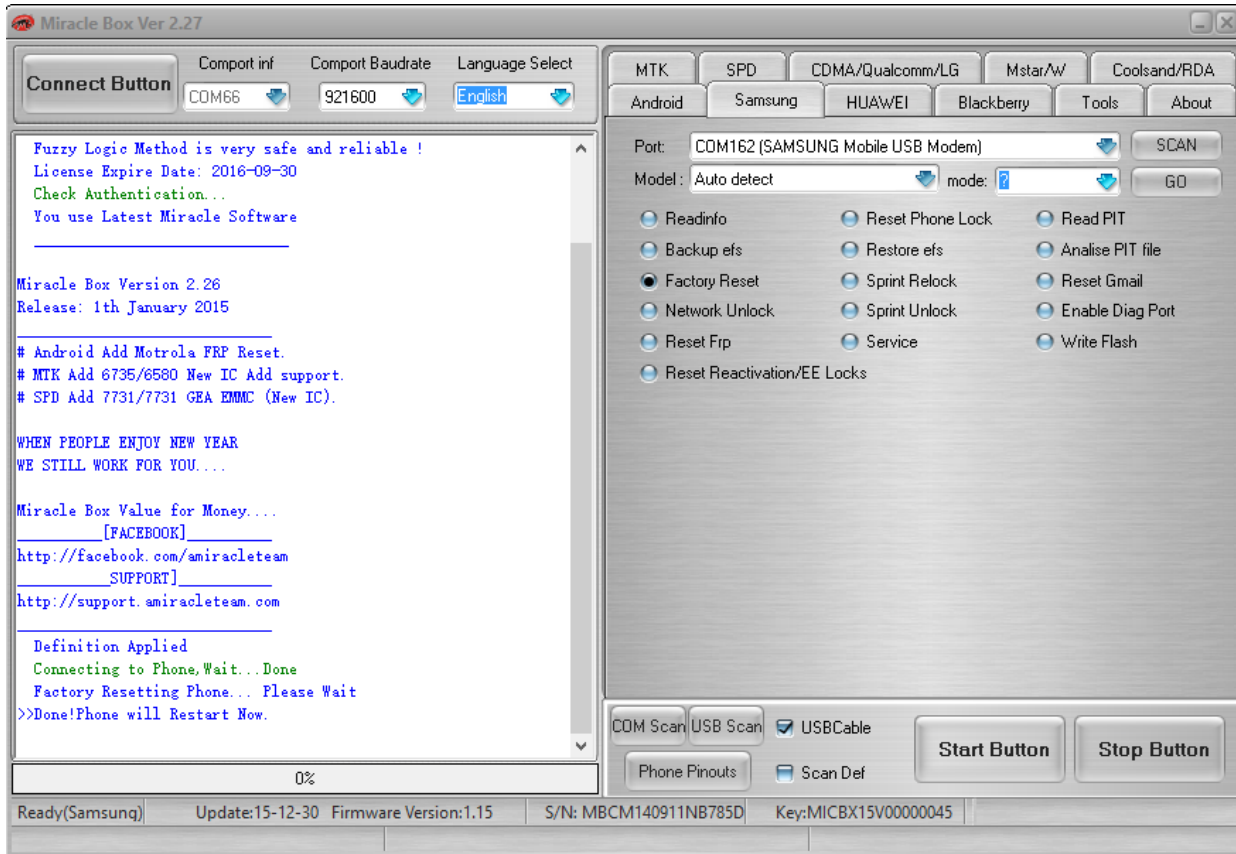 Miracle Box Ver 2.27
Connect Button
Comport inf
Comport Baudrate
Language Select
COM66
921600
English
Fuzzy Logic Method is very safe and reliable !
License Expire Date: 2016-09-30
Check Authentication...
You use Latest Miracle Software
Miracle Box Version 2.26
Release: 1th January 2015
# Android Add Motrola FRP Reset.
# MTK Add 6735/6580 New IC Add support.
# SPD Add 7731/7731 GEA EMMC (New IC).
WHEN PEOPLE ENJOY NEW YEAR
WE STILL WORK FOR YOU....
Miracle Box Value for Money....
__________[FACEBOOK]__________
http://facebook.com/amiracleteam
___________SUPPORT]___________
http://support.amiracleteam.com
Definition Applied
Connecting to Phone,Wait...Done
Factory Resetting Phone... Please Wait
>>Done!Phone will Restart Now.
0%
MTK SPD CDMA/Qualcomm/LG Mstar/W Coolsand/RDA
Android Samsung HUAWEI Blackberry Tools About
Port: COM162 (SAMSUNG Mobile USB Modem) SCAN
Model : Auto detect mode: ? GO
Readinfo Reset Phone Lock Read PIT
Backup efs Restore efs Analise PIT file
Factory Reset Sprint Relock Reset Gmail
Network Unlock Sprint Unlock Enable Diag Port
Reset Frp Service Write Flash
Reset Reactivation/EE Locks
COM Scan USB Scan USBCable
Phone Pinouts Scan Def
Start Button Stop Button
Ready(Samsung) Update:15-12-30 Firmware Version:1.15 S/N: MBCM140911NB785D Key:MICBX15V00000045